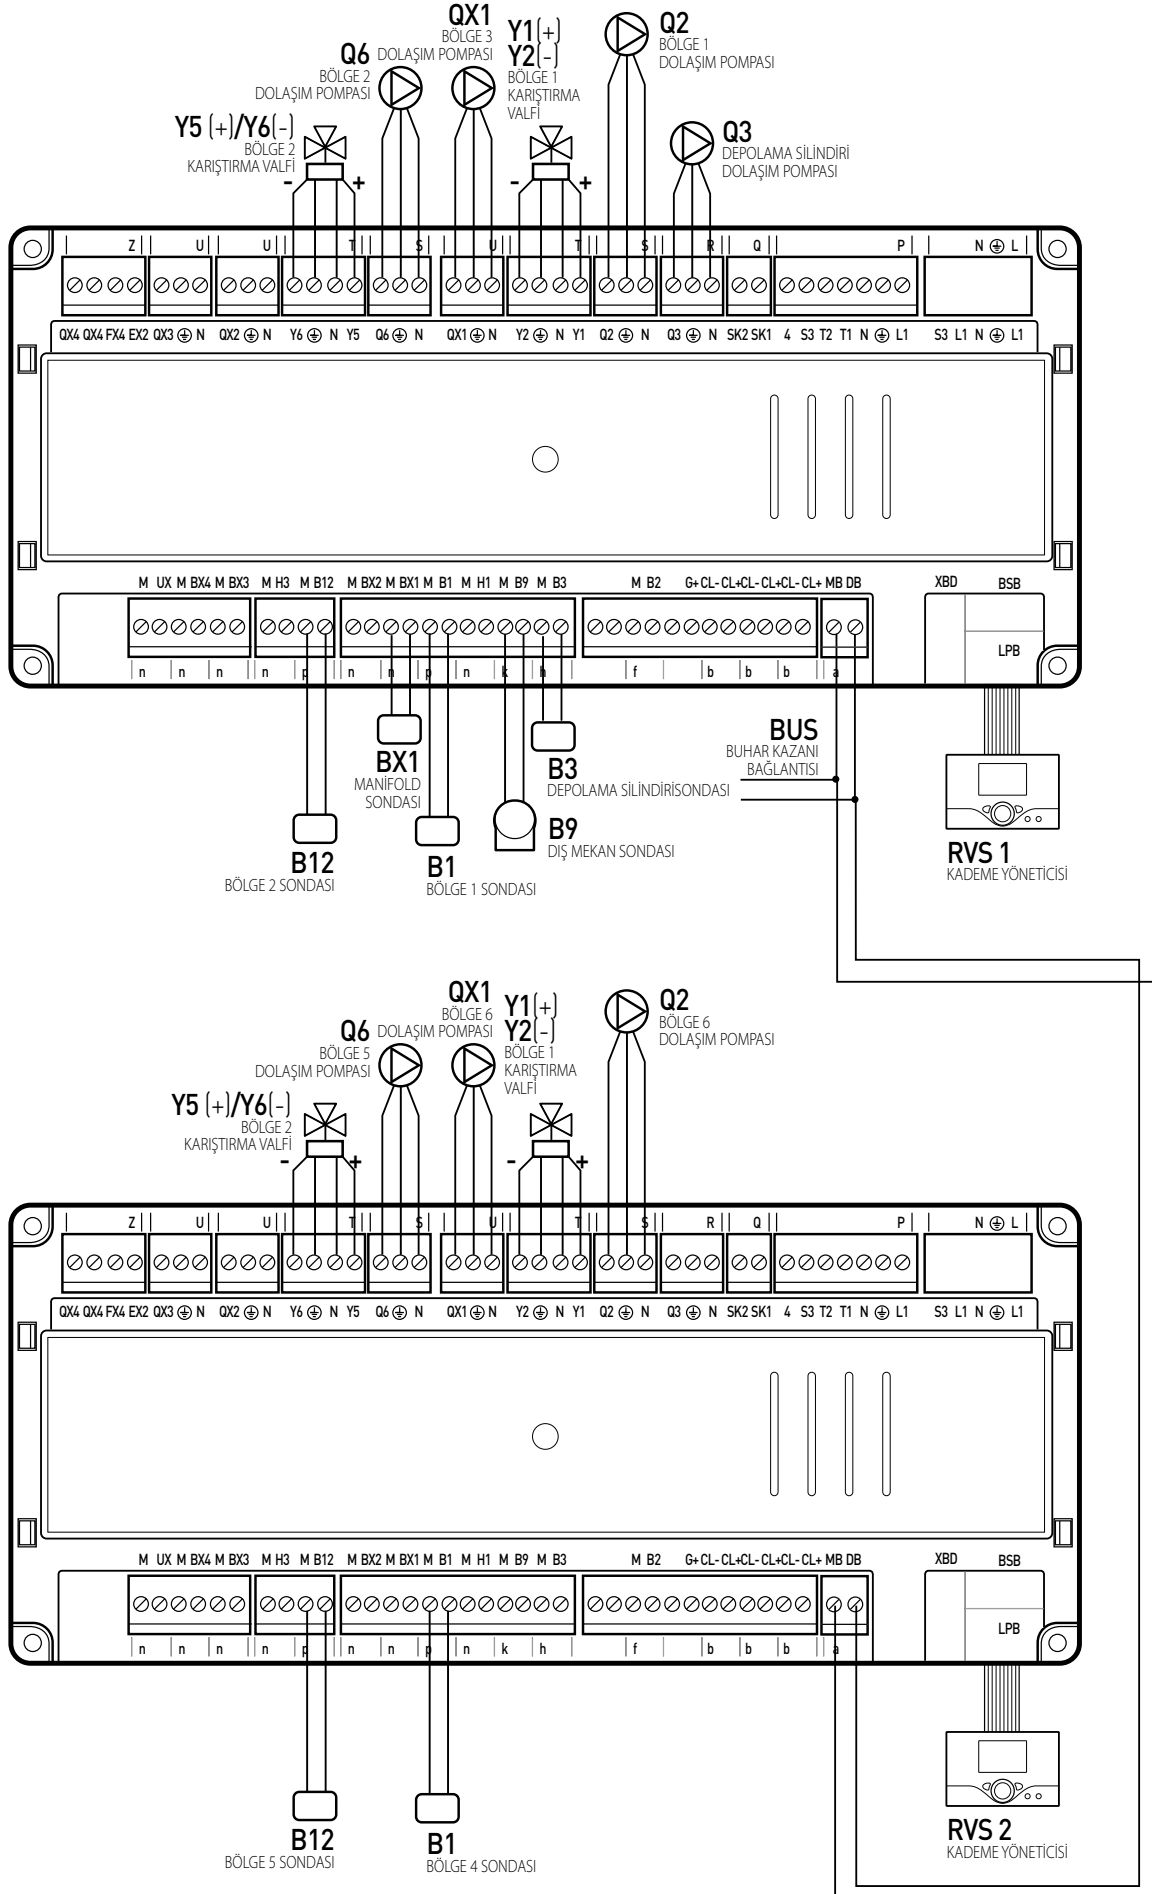 QX1
BÖLGE 3
DOLAŞIM POMPASI
Y1(+)
Y2(-)
BÖLGE 1
KARIŞTIRMA
VALFİ
Q2
BÖLGE 1
DOLAŞIM POMPASI
Q6
BÖLGE 2
DOLAŞIM POMPASI
Y5 (+)/Y6(-)
BÖLGE 2
KARIŞTIRMA VALFİ
Q3
DEPOLAMA SİLİNDİRİ
DOLAŞIM POMPASI
- + - +
Z U U T S U T S R Q P N L
QX4 QX4 FX4 EX2 QX3 N QX2 N Y6 N Y5 Q6 N QX1 N Y2 N Y1 Q2 N Q3 N SK2 SK1 4 S3 T2 T1 N L1 S3 L1 N L1
M UX M BX4 M BX3 M H3 M B12 M BX2 M BX1 M B1 M H1 M B9 M B3 M B2 G+ CL- CL+ CL- CL+ CL- CL+ MB DB XBD BSB
LPB
n n n n p n n p n k h f b b b a
BX1
MANİFOLD
SONDASI
B3
DEPOLAMA SİLİNDİRİSONDASI
BUS
BUHAR KAZANI
BAĞLANTISI
B12
BÖLGE 2 SONDASI
B1
BÖLGE 1 SONDASI
B9
DIŞ MEKAN SONDASI
RVS 1
KADEME YÖNETİCİSİ
QX1
BÖLGE 6
DOLAŞIM POMPASI
Y1(+)
Y2(-)
BÖLGE 1
KARIŞTIRMA
VALFİ
Q2
BÖLGE 6
DOLAŞIM POMPASI
Q6
BÖLGE 5
DOLAŞIM POMPASI
Y5 (+)/Y6(-)
BÖLGE 2
KARIŞTIRMA VALFİ
- + - +
Z U U T S U T S R Q P N L
QX4 QX4 FX4 EX2 QX3 N QX2 N Y6 N Y5 Q6 N QX1 N Y2 N Y1 Q2 N Q3 N SK2 SK1 4 S3 T2 T1 N L1 S3 L1 N L1
M UX M BX4 M BX3 M H3 M B12 M BX2 M BX1 M B1 M H1 M B9 M B3 M B2 G+ CL- CL+ CL- CL+ CL- CL+ MB DB XBD BSB
LPB
n n n n p n n p n k h f b b b a
B12
BÖLGE 5 SONDASI
B1
BÖLGE 4 SONDASI
RVS 2
KADEME YÖNETİCİSİ